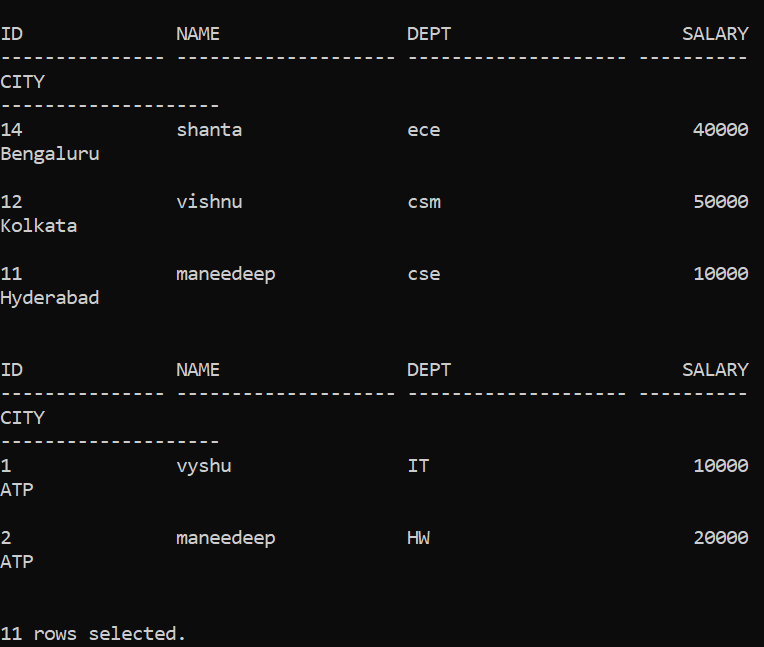 ID NAME DEPT SALARY
--------------- -------------------- -------------------- ----------
CITY
--------------------
14 shanta ece 40000
Bengaluru
12 vishnu csm 50000
Kolkata
11 maneedeep cse 10000
Hyderabad
ID NAME DEPT SALARY
--------------- -------------------- -------------------- ----------
CITY
--------------------
1 vyshu IT 10000
ATP
2 maneedeep HW 20000
ATP
11 rows selected.